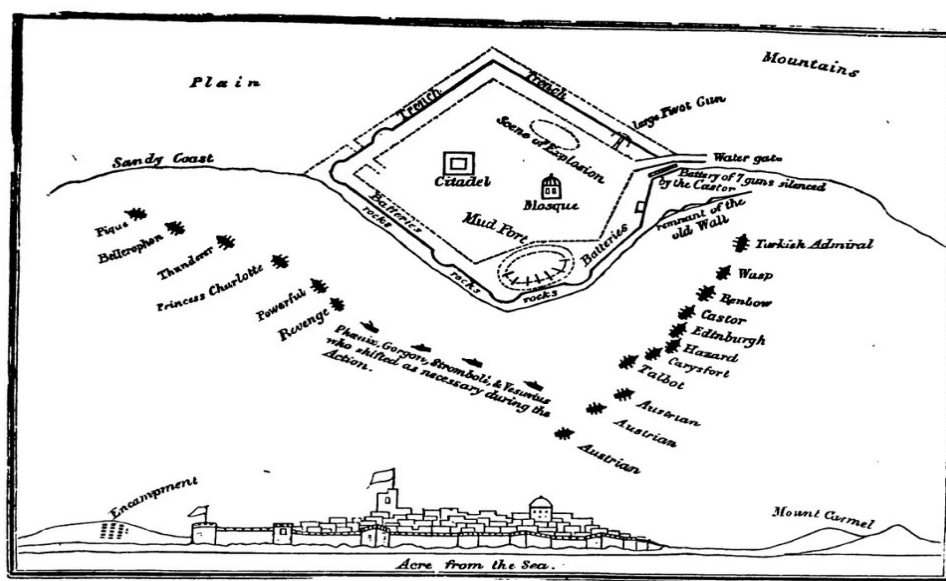 Plain
Mountains
Trench
Trench
Large Pivot Gun
Scene of Explosion
Sandy Coast
Citadel
Mosque
Water gate
Battery of 7 guns silenced
by the Castor
Batteries
rocks
Mud Fort
Batteries
remnant of the
old Wall
rocks
rocks
Pique
Bellerophon
Thunderer
Princess Charlotte
Powerful
Revenge
Phœnix, Gorgon, Stromboli, & Vesuvius
who shifted as necessary during the
Action.
Turkish Admiral
Wasp
Benbow
Castor
Edinburgh
Hazard
Carysfort
Talbot
Austrian
Austrian
Austrian
Encampment
Mount Carmel
Acre from the Sea.